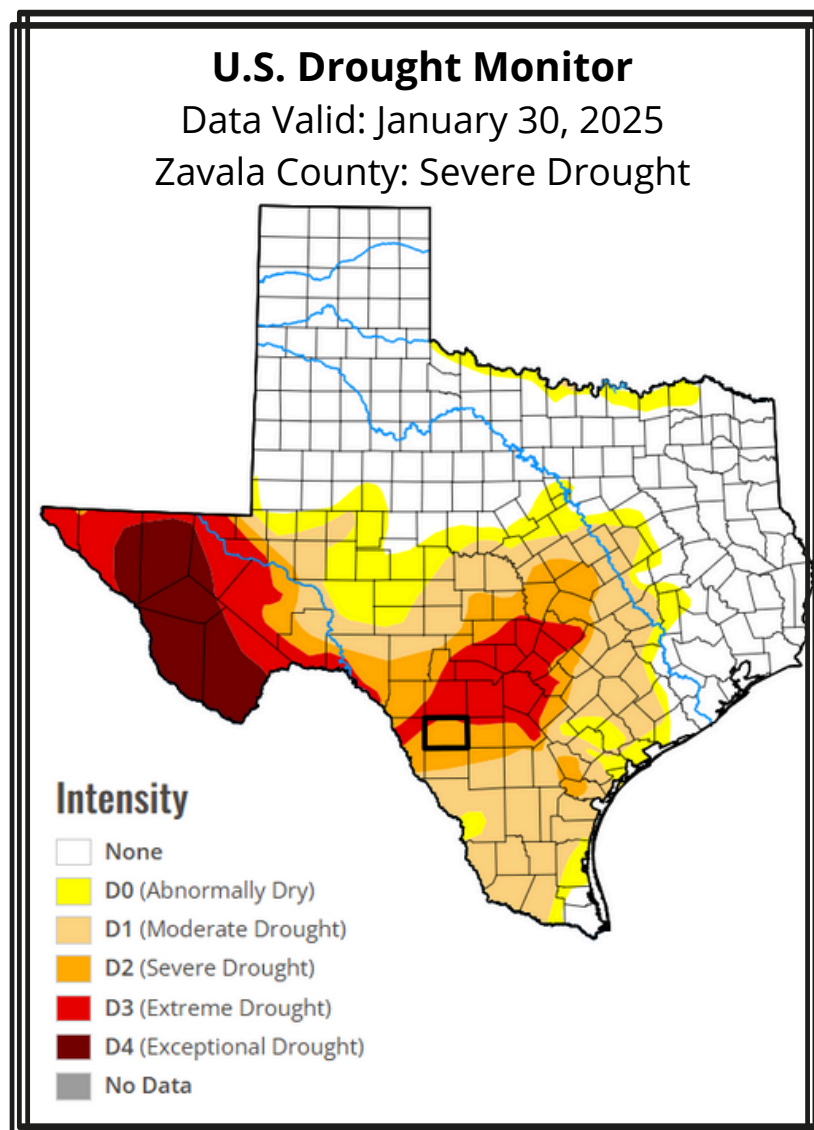 U.S. Drought Monitor
Data Valid: January 30, 2025
Zavala County: Severe Drought
Intensity
None
D0 (Abnormally Dry)
D1 (Moderate Drought)
D2 (Severe Drought)
D3 (Extreme Drought)
D4 (Exceptional Drought)
No Data